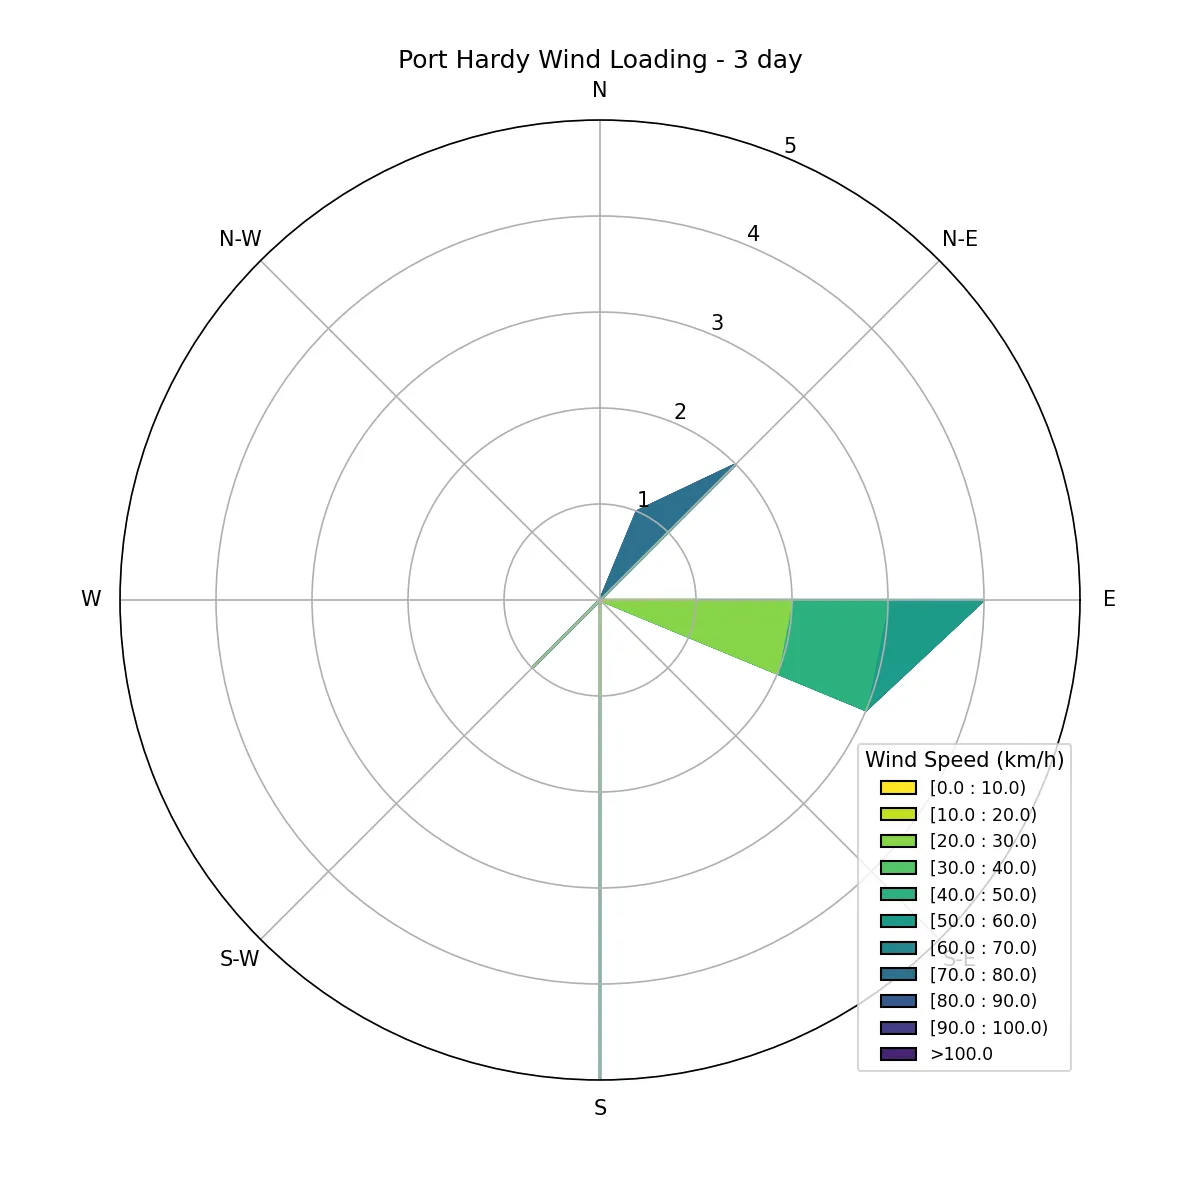 Port Hardy Wind Loading - 3 day
N
5
N-W
4
N-E
3
2
1
W
E
Wind Speed (km/h)
[0.0 : 10.0)
[10.0 : 20.0)
[20.0 : 30.0)
[30.0 : 40.0)
[40.0 : 50.0)
[50.0 : 60.0)
[60.0 : 70.0)
[70.0 : 80.0)
[80.0 : 90.0)
[90.0 : 100.0)
>100.0
S-W
S-E
S